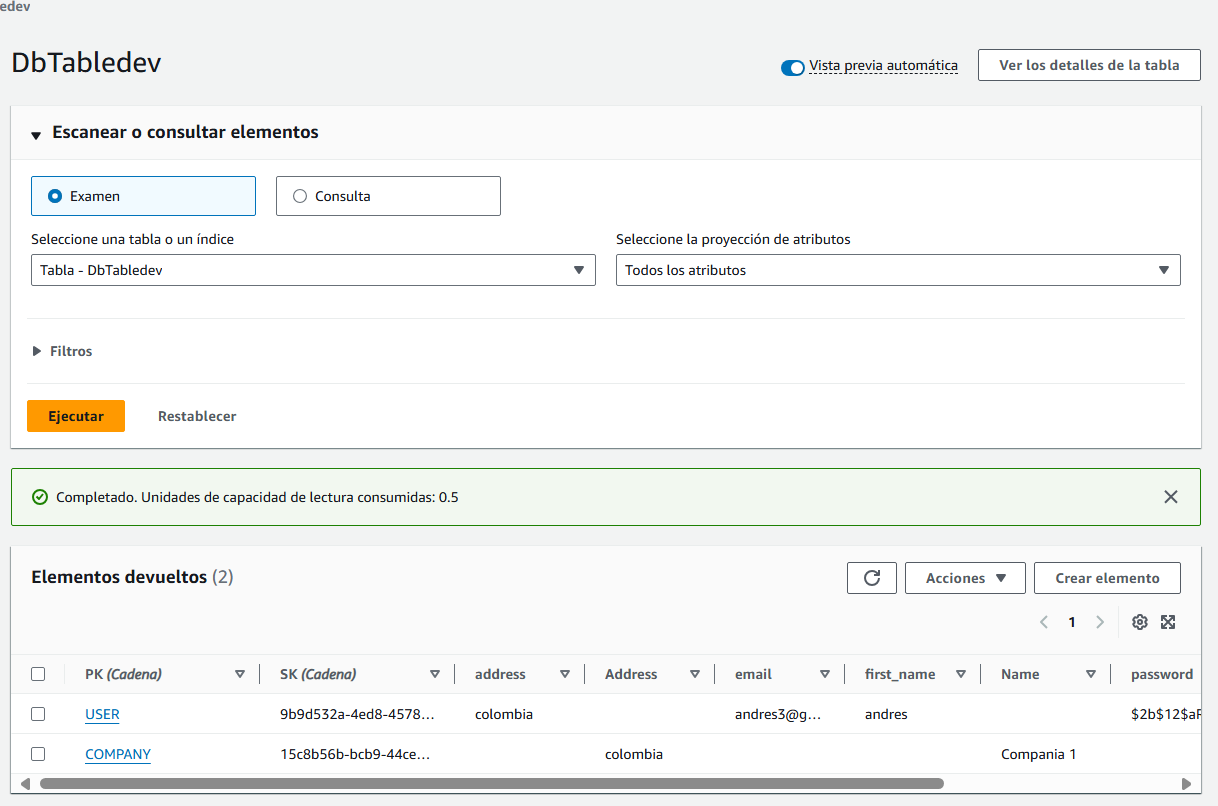 edev
DbTabledev
Vista previa automática
Ver los detalles de la tabla
Escanear o consultar elementos
Examen
Consulta
Seleccione una tabla o un índice
Seleccione la proyección de atributos
Tabla - DbTabledev
Todos los atributos
Filtros
Ejecutar
Restablecer
Completado. Unidades de capacidad de lectura consumidas: 0.5
Elementos devueltos (2)
Acciones
Crear elemento
1
PK (Cadena) SK (Cadena) address Address email first_name Name password
USER 9b9d532a-4ed8-4578... colombia andres3@g... andres $2b$12$aF
COMPANY 15c8b56b-bcb9-44ce... colombia Compania 1